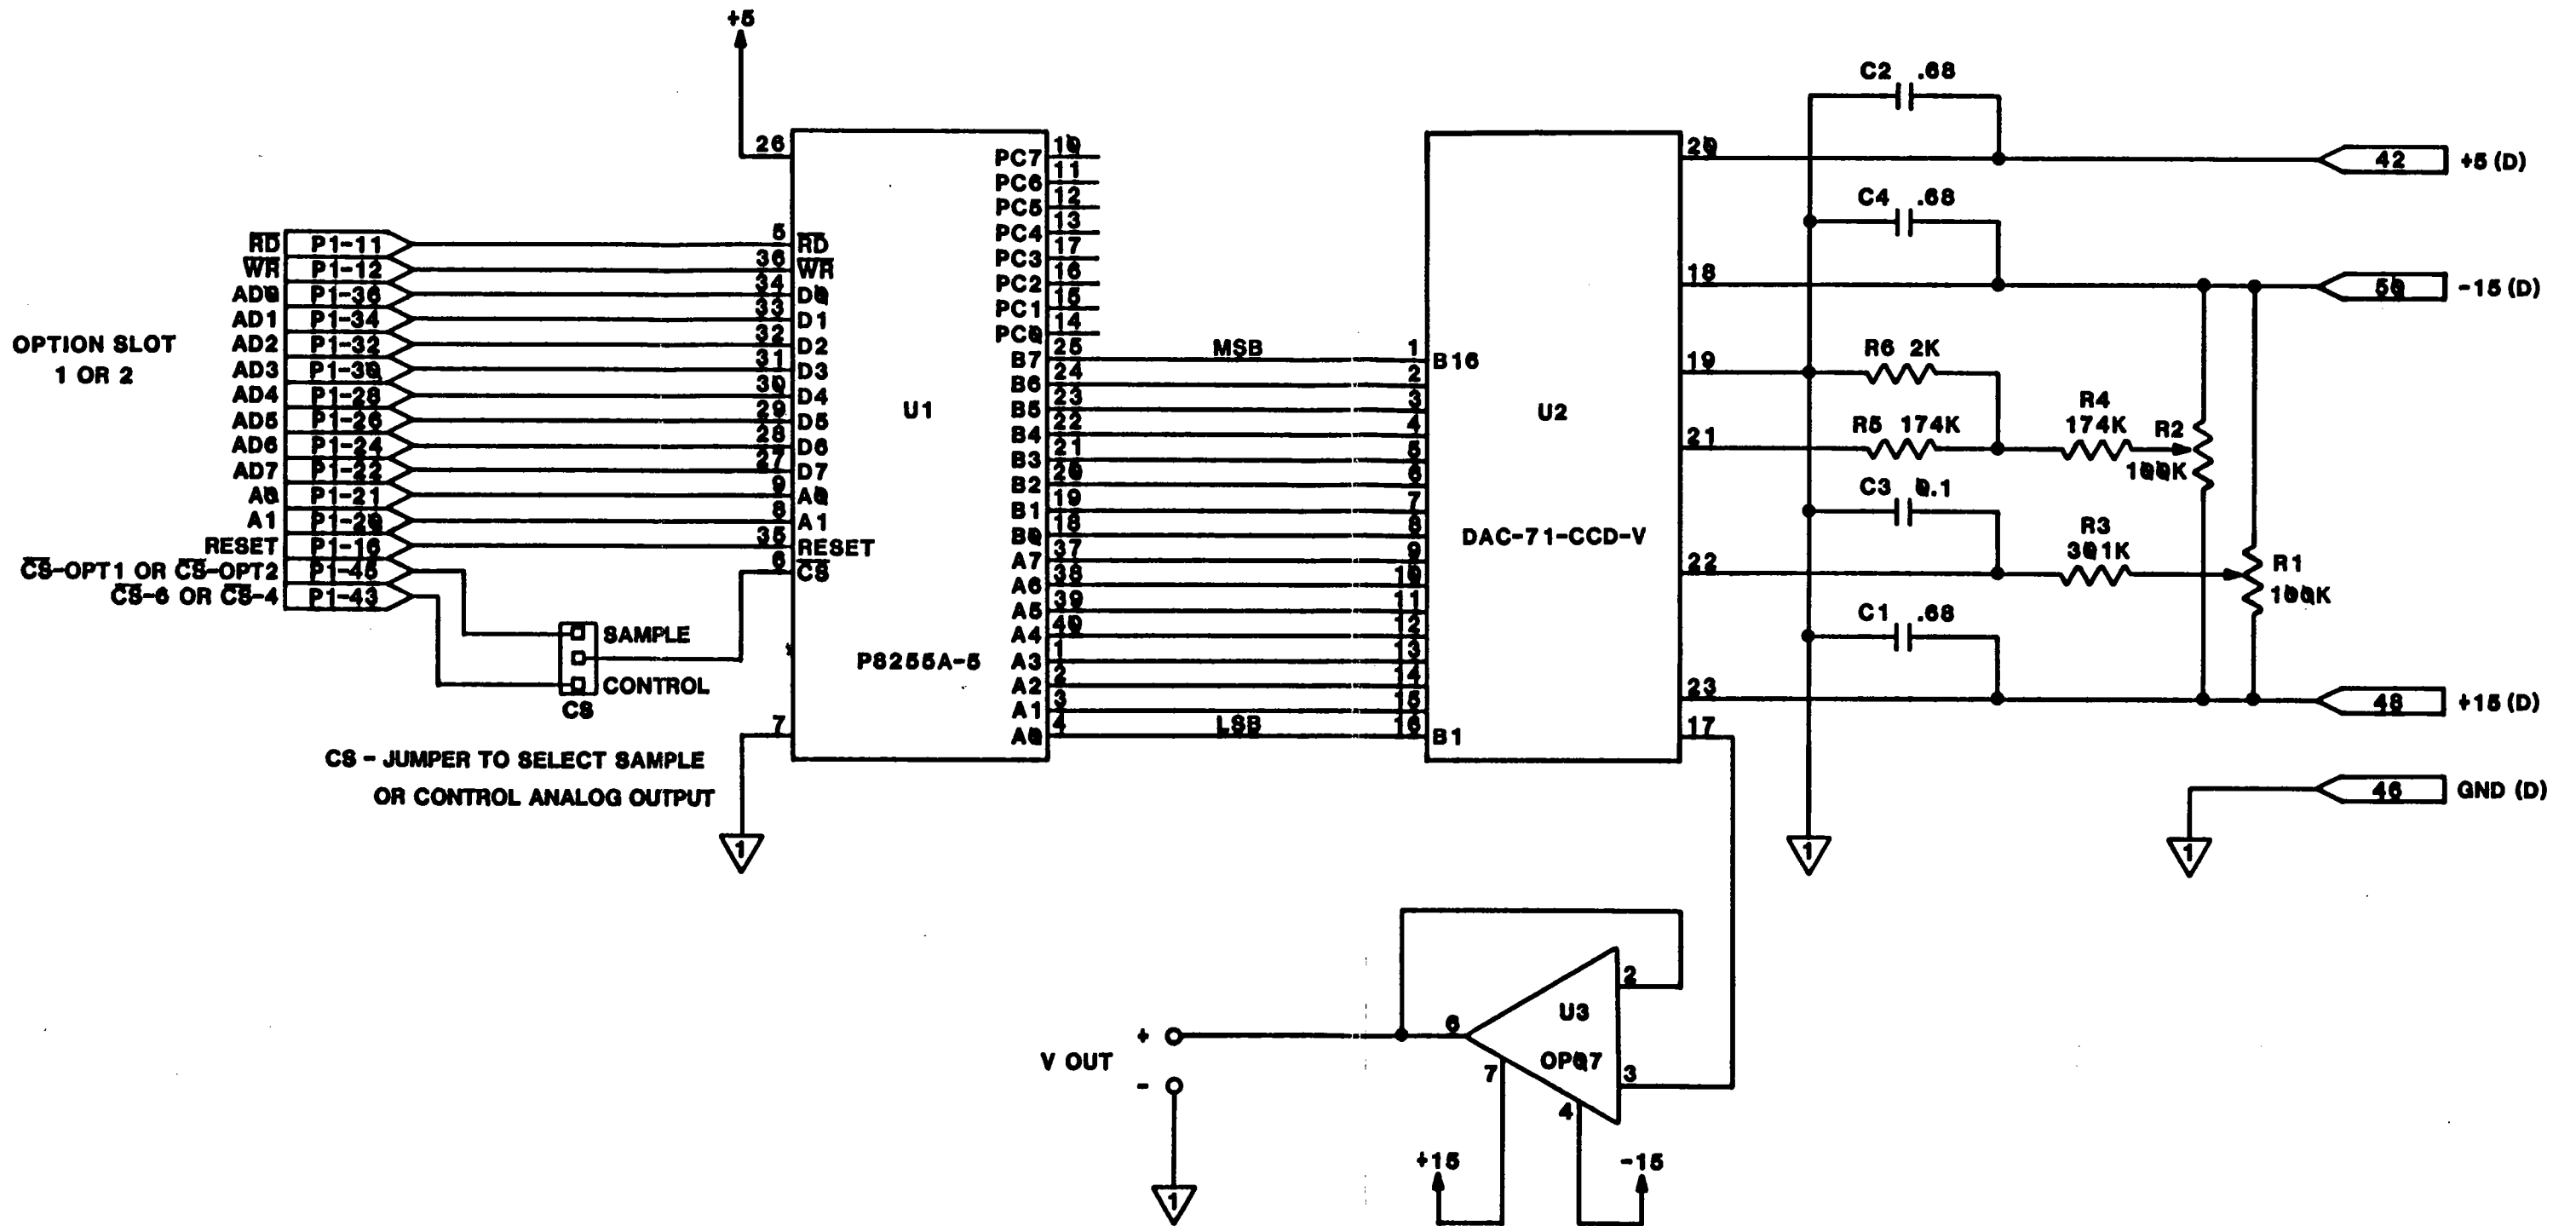 +5
26
10
PC7
11
PC6
12
PC5
13
PC4
17
PC3
16
PC2
15
PC1
14
PC0
OPTION SLOT
1 OR 2
RD P1-11 5 RD
WR P1-12 36 WR
AD0 P1-36 34 D0
AD1 P1-34 33 D1
AD2 P1-32 32 D2
AD3 P1-30 31 D3
AD4 P1-28 30 D4
AD5 P1-26 29 D5
AD6 P1-24 28 D6
AD7 P1-22 27 D7
A0 P1-21 9 A0
A1 P1-20 8 A1
RESET P1-16 35 RESET
CS-OPT1 OR CS-OPT2 P1-45 6 CS
CS-6 OR CS-4 P1-43
SAMPLE
CONTROL
CS
7
1
CS - JUMPER TO SELECT SAMPLE
OR CONTROL ANALOG OUTPUT
U1
P8255A-5
B7 25 MSB 1 B16
B6 24 2
B5 23 3
B4 22 4
B3 21 5
B2 20 6
B1 19 7
B0 18 8
A7 37 9
A6 38 10
A5 39 11
A4 40 12
A3 1 13
A2 2 14
A1 3 15
A0 4 LSB 16 B1
U2
DAC-71-CCD-V
C2 .68
20
42 +5 (D)
C4 .68
18
50 -15 (D)
19
R6 2K
21
R5 174K
R4
174K
R2
100K
C3 0.1
22
R3
301K
R1
100K
C1 .68
23
48 +15 (D)
17
46 GND (D)
1
1
2
U3
OP07
6
3
7
4
V OUT
+
-
1
+15
-15